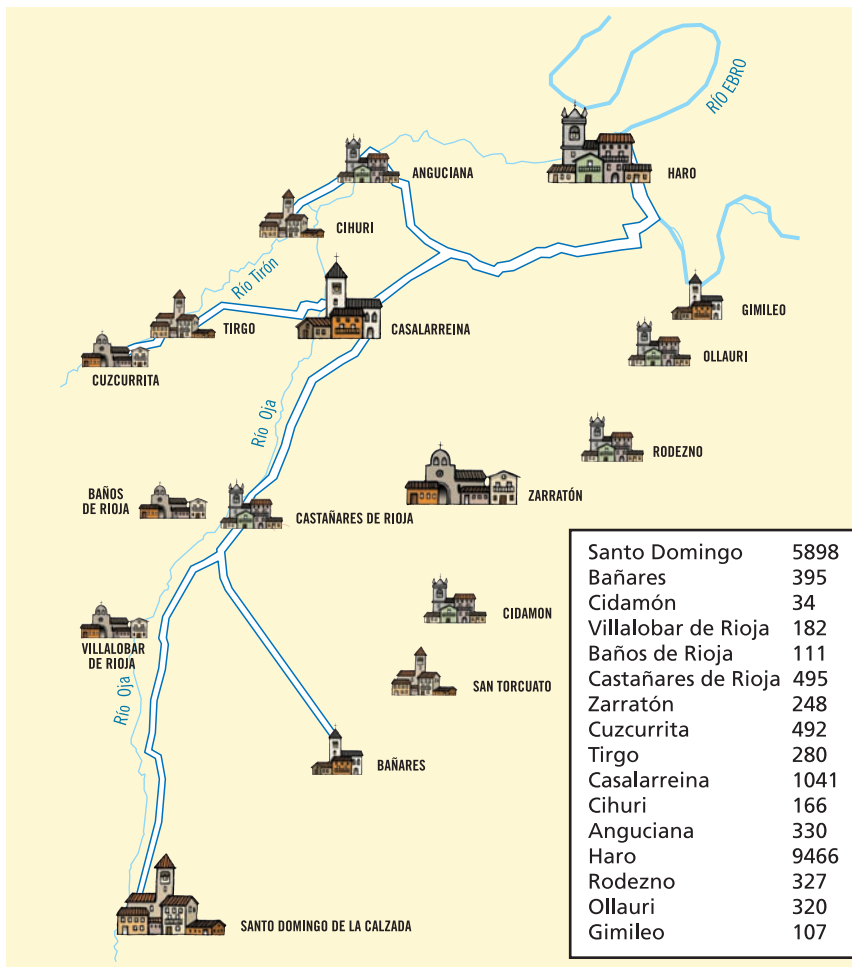 RÍO EBRO
HARO
ANGUCIANA
CIHURI
Río Tirón
GIMILEO
TIRGO
CASALARREINA
OLLAURI
CUZCURRITA
Río Oja
RODEZNO
BAÑOS
DE RIOJA
ZARRATÓN
CASTAÑARES DE RIOJA
CIDAMON
VILLALOBAR
DE RIOJA
SAN TORCUATO
Río Oja
BAÑARES
SANTO DOMINGO DE LA CALZADA
Santo Domingo 5898
Bañares 395
Cidamón 34
Villalobar de Rioja 182
Baños de Rioja 111
Castañares de Rioja 495
Zarratón 248
Cuzcurrita 492
Tirgo 280
Casalarreina 1041
Cihuri 166
Anguciana 330
Haro 9466
Rodezno 327
Ollauri 320
Gimileo 107